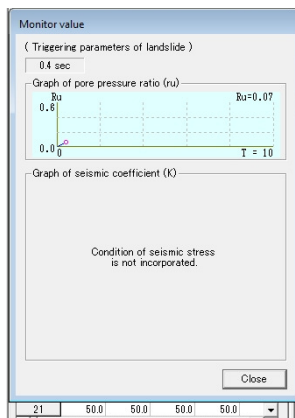 Monitor value
( Triggering parameters of landslide )
0.4 sec
Graph of pore pressure ratio (ru)
Ru
Ru=0.07
0.6
0.0
0
T = 10
Graph of seismic coefficient (K)
Condition of seismic stress
is not incorporated.
Close
21 50.0 50.0 50.0 50.0